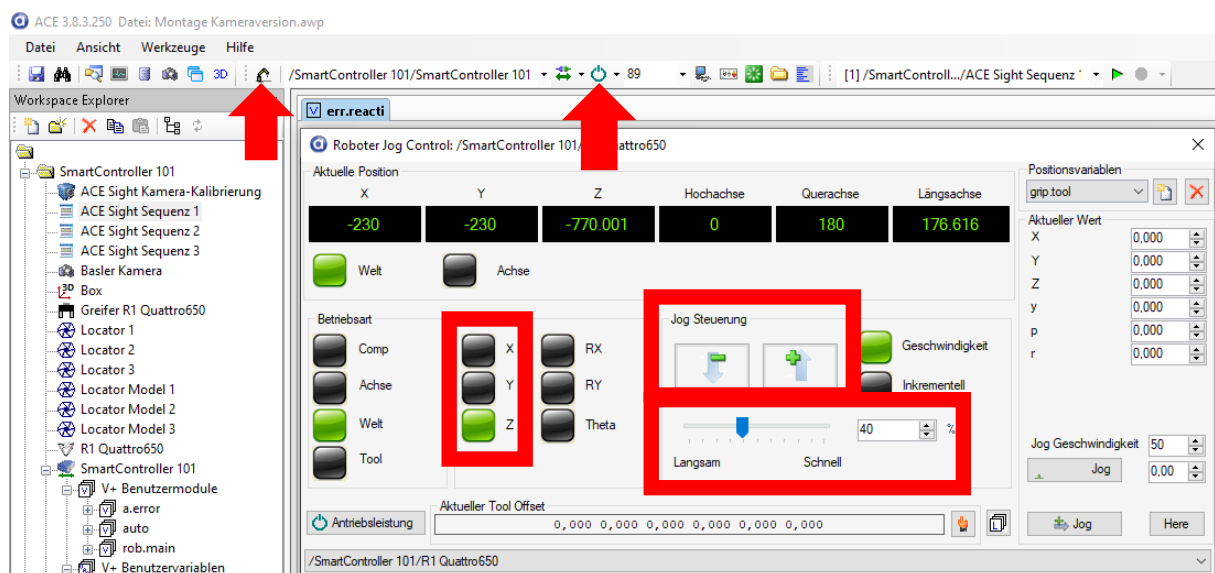 ACE 3.8.3.250 Datei: Montage Kameraversion.awp
Datei Ansicht Werkzeuge Hilfe
3D /SmartController 101/SmartController 101 89 [1] /SmartControll.../ACE Sight Sequenz
Workspace Explorer
err.reacti
Roboter Jog Control: /SmartController 101/ attro650
SmartController 101
ACE Sight Kamera-Kalibrierung
ACE Sight Sequenz 1
ACE Sight Sequenz 2
ACE Sight Sequenz 3
Basler Kamera
3D Box
Greifer R1 Quattro650
Locator 1
Locator 2
Locator 3
Locator Model 1
Locator Model 2
Locator Model 3
R1 Quattro650
SmartController 101
V+ Benutzermodule
a.error
auto
rob.main
V+ Benutzervariablen
Aktuelle Position
X Y Z Hochachse Querachse Längsachse
-230 -230 -770.001 0 180 176.616
Welt Achse
Betriebsart
Comp
Achse
Welt
Tool
X RX
Y RY
Z Theta
Jog Steuerung
Geschwindigkeit
Inkrementell
40 %
Langsam Schnell
Antriebsleistung
Aktueller Tool Offset
0,000 0,000 0,000 0,000 0,000 0,000
/SmartController 101/R1 Quattro650
Positionsvariablen
grip.tool
Aktueller Wert
X 0,000
Y 0,000
Z 0,000
y 0,000
p 0,000
r 0,000
Jog Geschwindigkeit 50
Jog 0,00
Jog Here